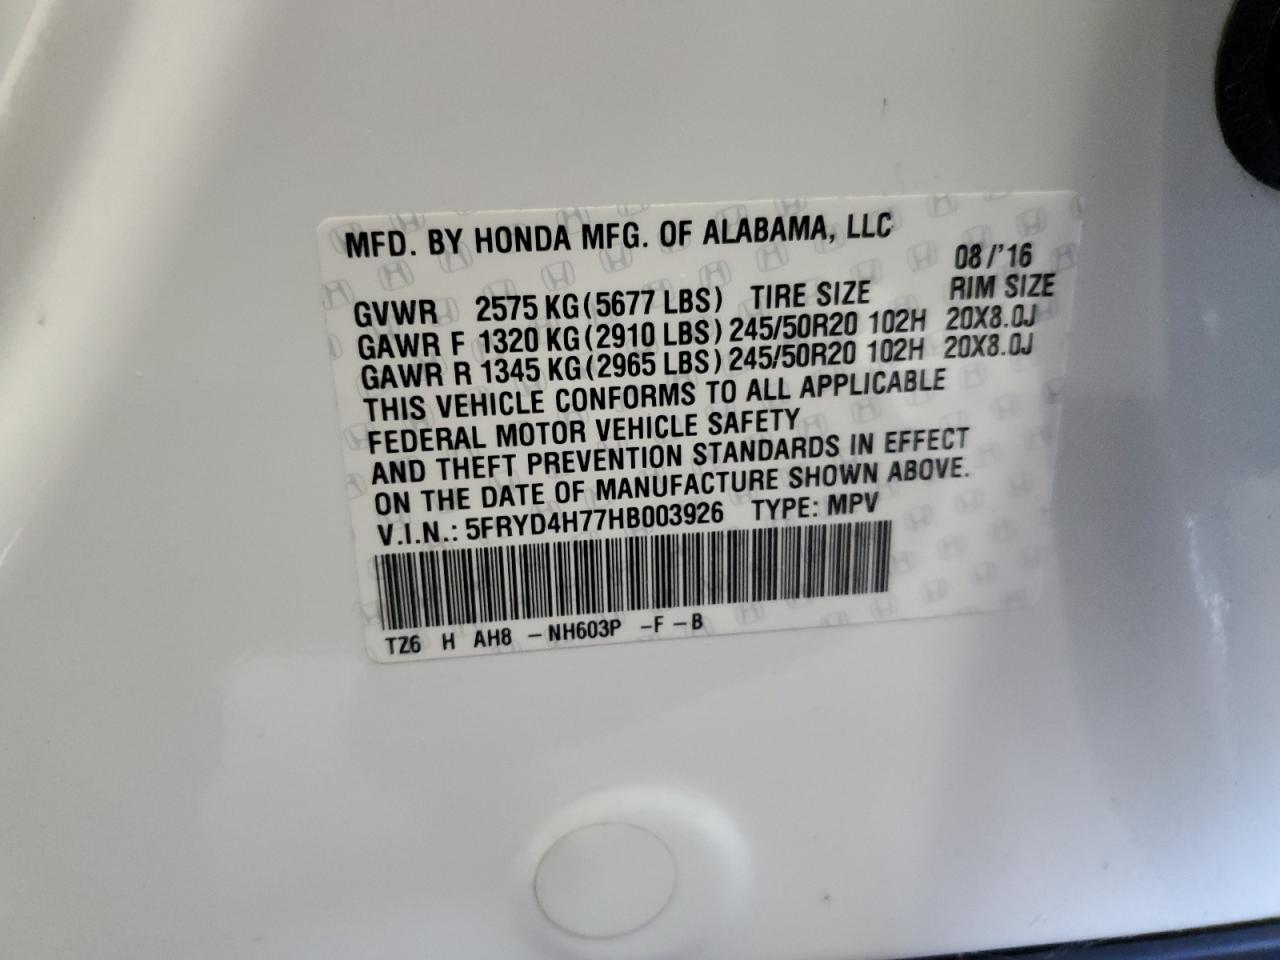 MFD. BY HONDA MFG. OF ALABAMA, LLC
08/'16
GVWR 2575 KG(5677 LBS) TIRE SIZE RIM SIZE
GAWR F 1320 KG(2910 LBS) 245/50R20 102H 20X8.0J
GAWR R 1345 KG(2965 LBS) 245/50R20 102H 20X8.0J
THIS VEHICLE CONFORMS TO ALL APPLICABLE
FEDERAL MOTOR VEHICLE SAFETY
AND THEFT PREVENTION STANDARDS IN EFFECT
ON THE DATE OF MANUFACTURE SHOWN ABOVE.
V.I.N.: 5FRYD4H77HB003926 TYPE: MPV
TZ6 H AH8 -NH603P -F -B